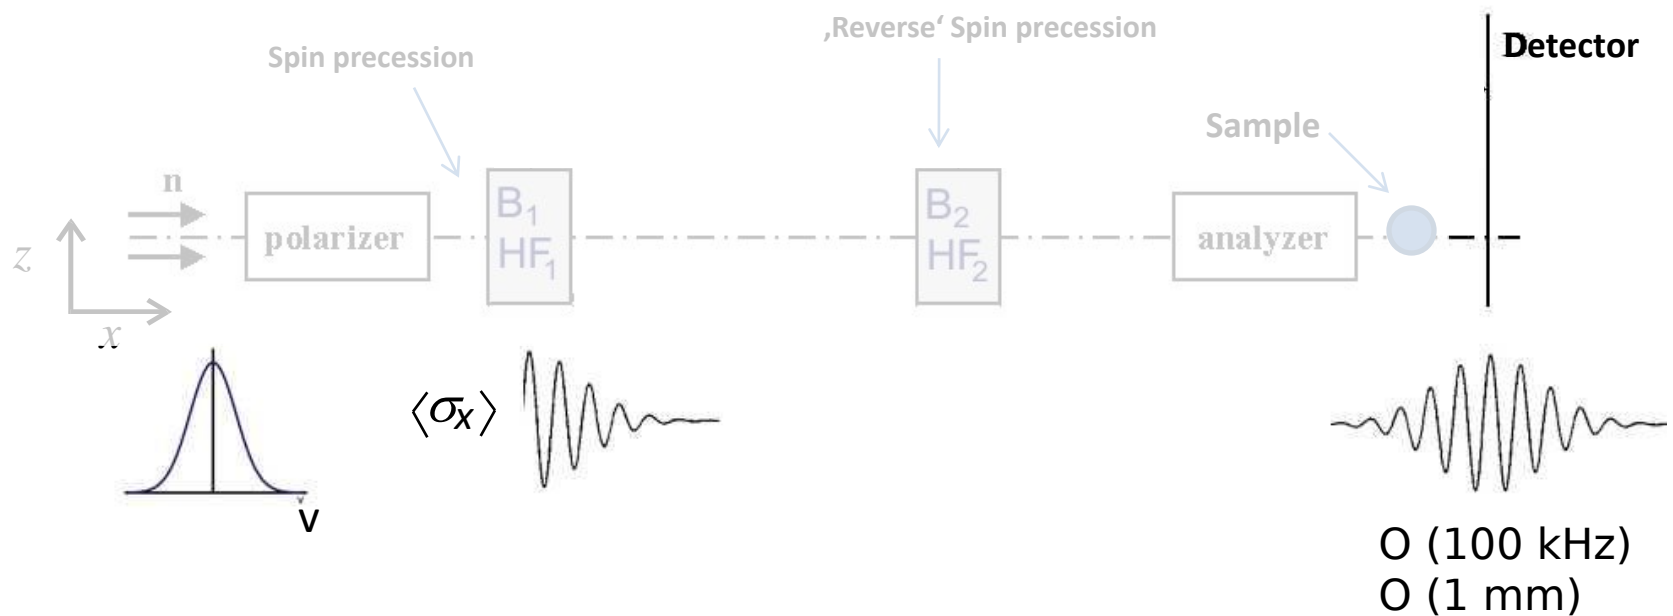 ‚Reverse‘ Spin precession
Detector
Spin precession
Sample
n
z
polarizer
B1
HF1
B2
HF2
analyzer
x
⟨σx⟩
v
O (100 kHz)
O (1 mm)